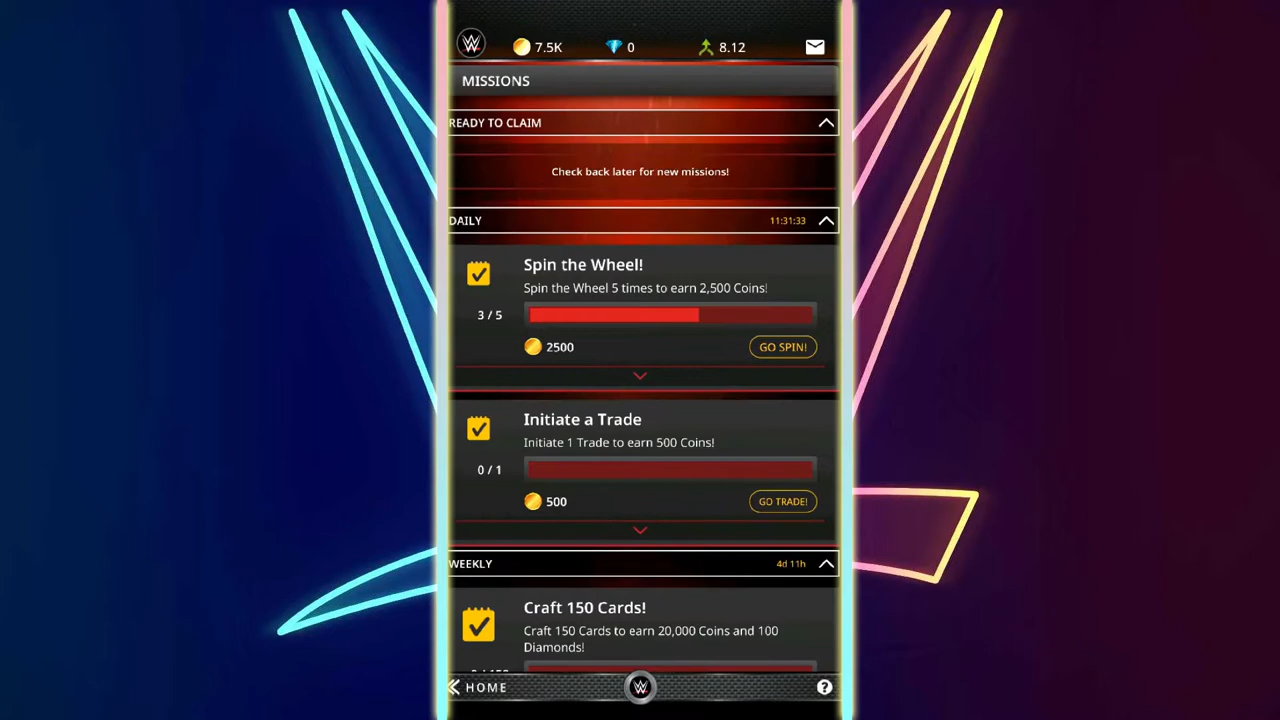 7.5K 0 8.12
MISSIONS
READY TO CLAIM
Check back later for new missions!
DAILY 11:31:33
Spin the Wheel!
Spin the Wheel 5 times to earn 2,500 Coins!
3 / 5
2500 GO SPIN!
Initiate a Trade
Initiate 1 Trade to earn 500 Coins!
0 / 1
500 GO TRADE!
WEEKLY 4d 11h
Craft 150 Cards!
Craft 150 Cards to earn 20,000 Coins and 100
Diamonds!
HOME ?